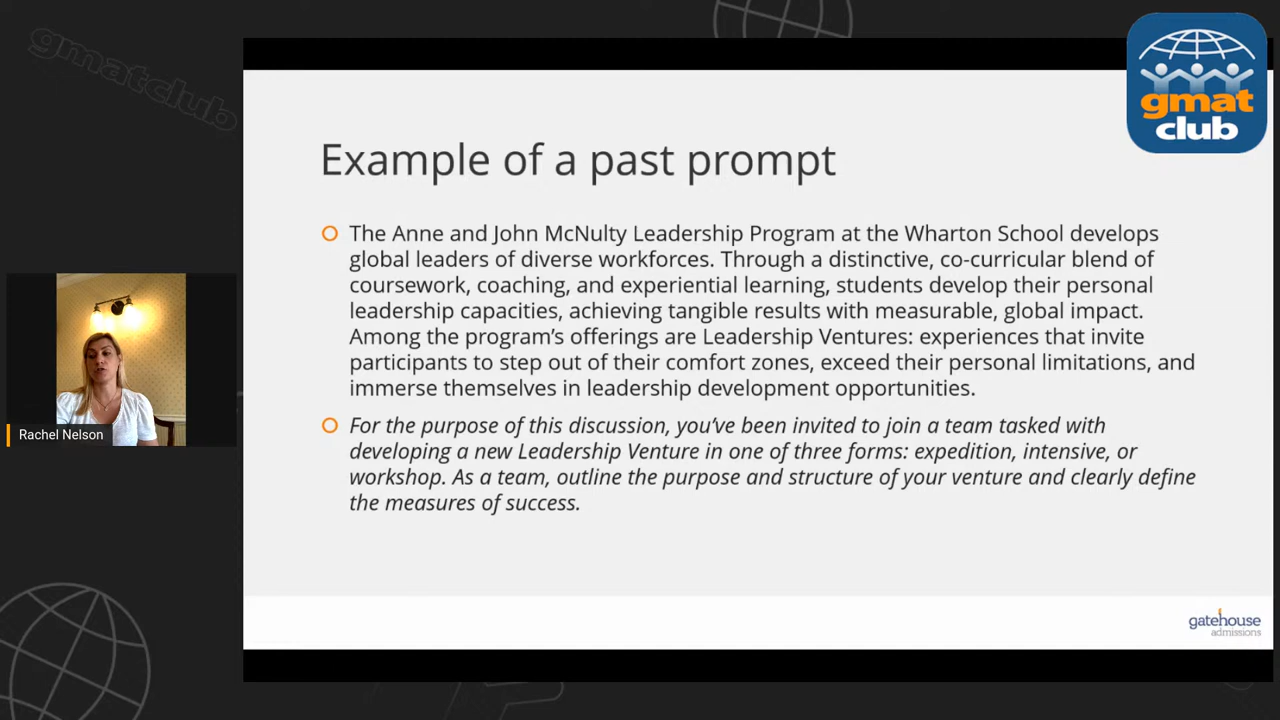 gmatclub
gmat
club
Example of a past prompt
The Anne and John McNulty Leadership Program at the Wharton School develops
global leaders of diverse workforces. Through a distinctive, co-curricular blend of
coursework, coaching, and experiential learning, students develop their personal
leadership capacities, achieving tangible results with measurable, global impact.
Among the program's offerings are Leadership Ventures: experiences that invite
participants to step out of their comfort zones, exceed their personal limitations, and
immerse themselves in leadership development opportunities.
For the purpose of this discussion, you've been invited to join a team tasked with
developing a new Leadership Venture in one of three forms: expedition, intensive, or
workshop. As a team, outline the purpose and structure of your venture and clearly define
the measures of success.
Rachel Nelson
gatehouse
admissions